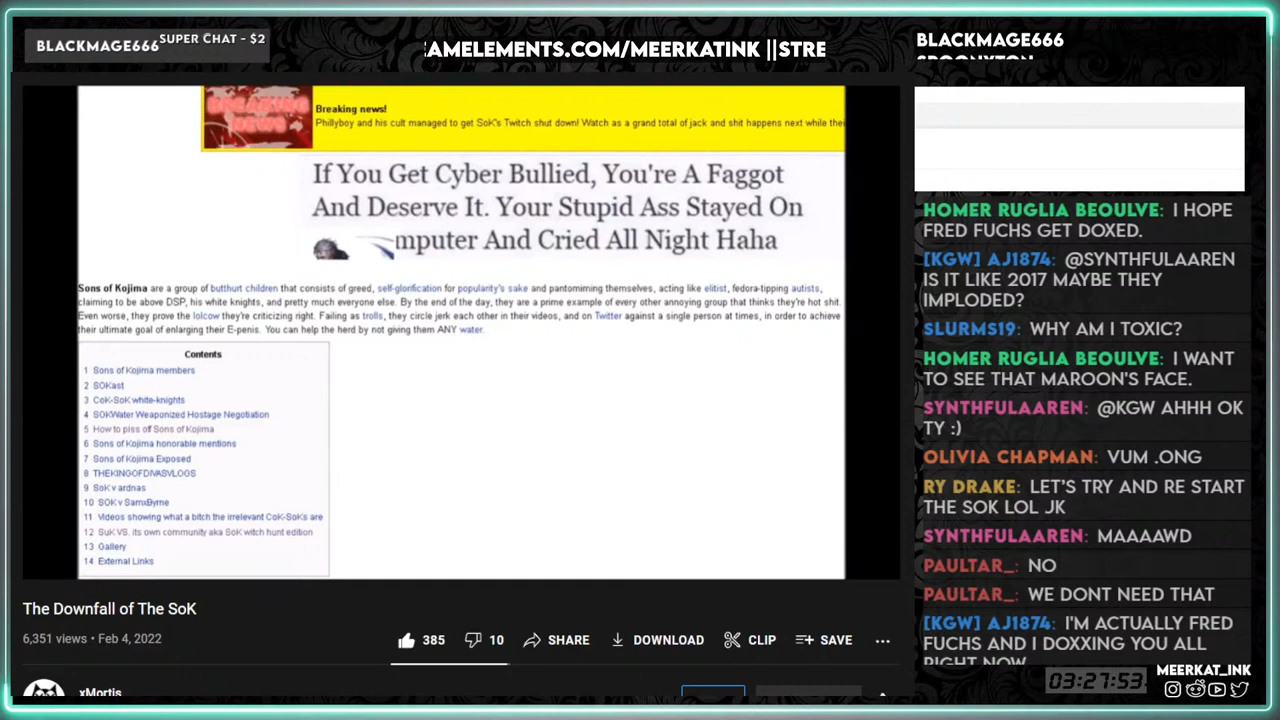 BLACKMAGE666 SUPER CHAT - $2
AMELEMENTS.COM/MEERKATINK ||STRE
BLACKMAGE666
BREAKING
NEWS
Breaking news!
Phillyboy and his cult managed to get SoK's Twitch shut down! Watch as a grand total of jack and shit happens next while thei
If You Get Cyber Bullied, You're A Faggot
And Deserve It. Your Stupid Ass Stayed On
mputer And Cried All Night Haha
Sons of Kojima are a group of butthurt children that consists of greed, self-glorification for popularity's sake and pantomiming themselves, acting like elitist, fedora-tipping autists,
claiming to be above DSP, his white knights, and pretty much everyone else. By the end of the day, they are a prime example of every other annoying group that thinks they're hot shit.
Even worse, they prove the lolcow they're criticizing right. Failing as trolls, they circle jerk each other in their videos, and on Twitter against a single person at times, in order to achieve
their ultimate goal of enlarging their E-penis. You can help the herd by not giving them ANY water.
Contents
1 Sons of Kojima members
2 SOKast
3 CoK-SoK white-knights
4 SOKWater Weaponized Hostage Negotiation
5 How to piss off Sons of Kojima
6 Sons of Kojima honorable mentions
7 Sons of Kojima Exposed
8 THEKINGOFDIVASVLOGS
9 SoK v ardnas
10 SOK v SamxByrne
11 Videos showing what a bitch the irrelevant CoK-SoKs are
12 SuK VS. its own community aka SoK witch hunt edition
13 Gallery
14 External Links
The Downfall of The SoK
6,351 views • Feb 4, 2022
385
10
SHARE
DOWNLOAD
CLIP
SAVE
xMortis
HOMER RUGLIA BEOULVE: I HOPE
FRED FUCHS GET DOXED.
[KGW] AJ1874: @SYNTHFULAAREN
IS IT LIKE 2017 MAYBE THEY
IMPLODED?
SLURMS19: WHY AM I TOXIC?
HOMER RUGLIA BEOULVE: I WANT
TO SEE THAT MAROON'S FACE.
SYNTHFULAAREN: @KGW AHHH OK
TY :)
OLIVIA CHAPMAN: VUM .ONG
RY DRAKE: LET'S TRY AND RE START
THE SOK LOL JK
SYNTHFULAAREN: MAAAAWD
PAULTAR_: NO
PAULTAR_: WE DONT NEED THAT
[KGW] AJ1874: I'M ACTUALLY FRED
FUCHS AND I DOXXING YOU ALL
RIGHT NOW
03:27:53
MEERKAT_INK